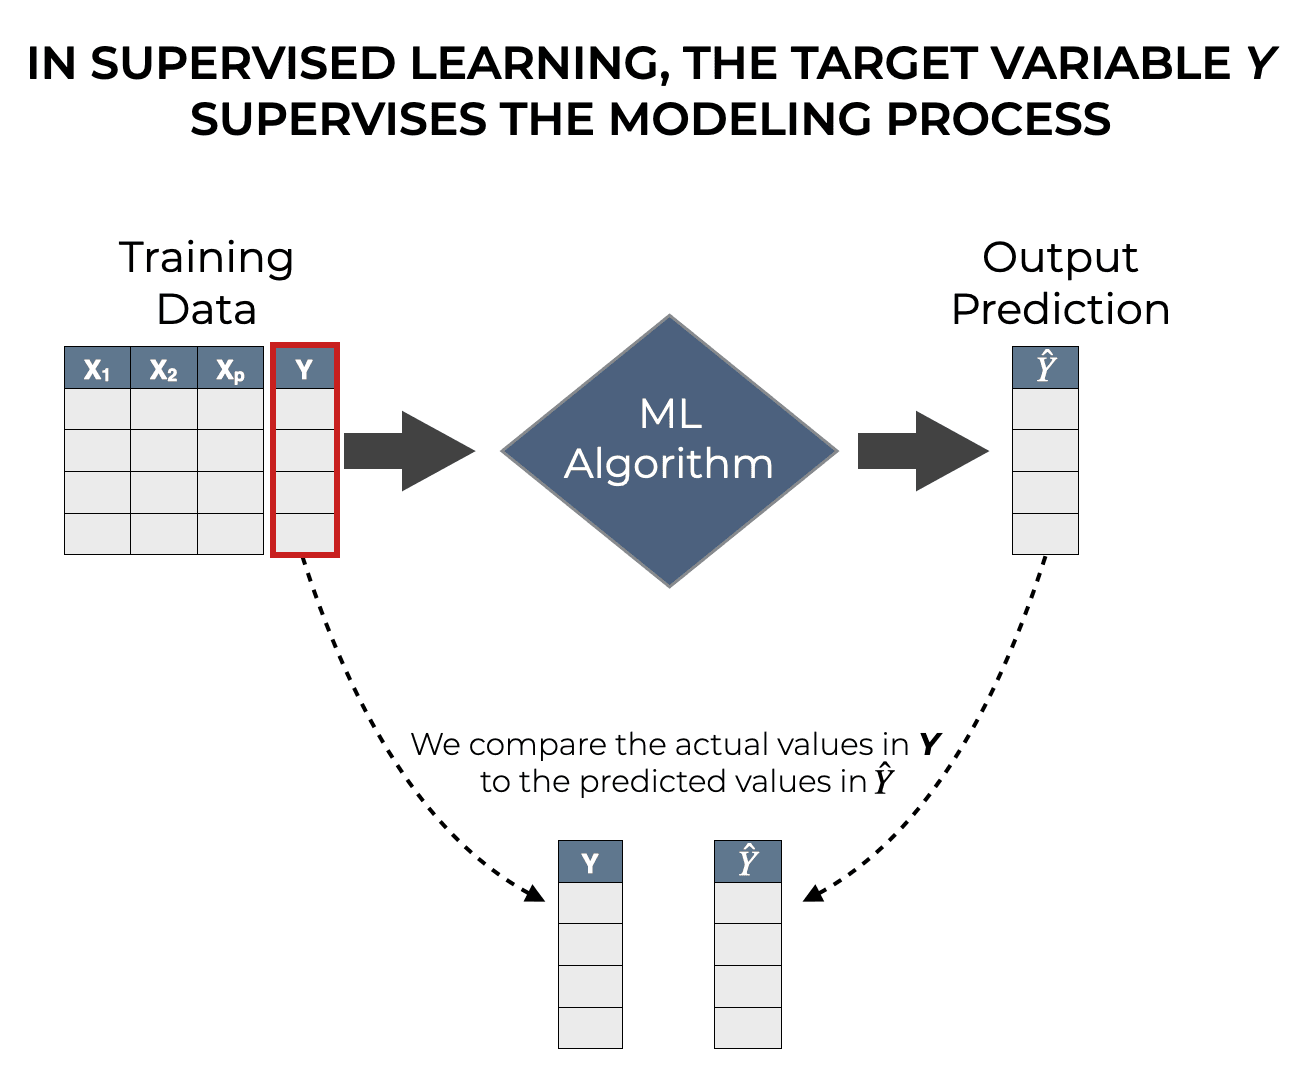 IN SUPERVISED LEARNING, THE TARGET VARIABLE Y
SUPERVISES THE MODELING PROCESS
Training
Data
X₁ X₂ Xₚ Y
ML
Algorithm
Output
Prediction
Ŷ
We compare the actual values in Y
to the predicted values in Ŷ
Y Ŷ